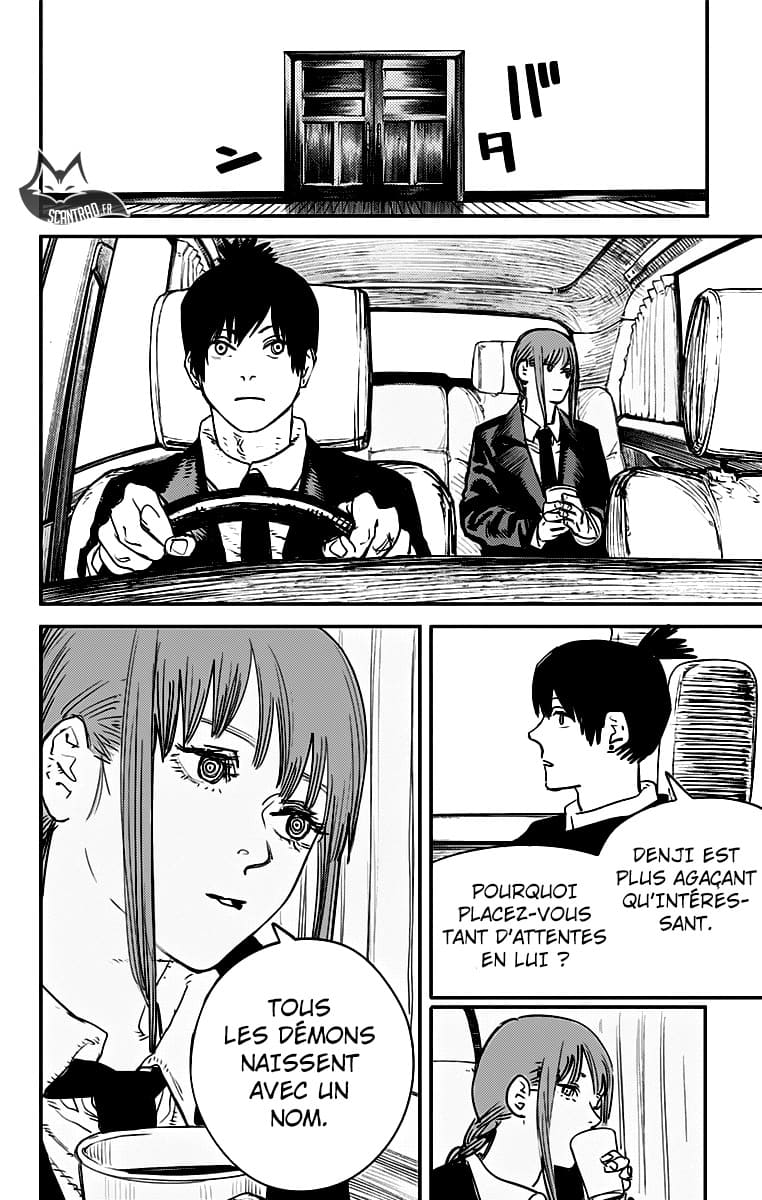 バタン
SCANTRAD.FR
DENJI EST
PLUS AGAÇANT
QU'INTÉRES-
SANT.
POURQUOI
PLACEZ-VOUS
TANT D'ATTENTES
EN LUI ?
TOUS
LES DÉMONS
NAISSENT
AVEC UN
NOM.